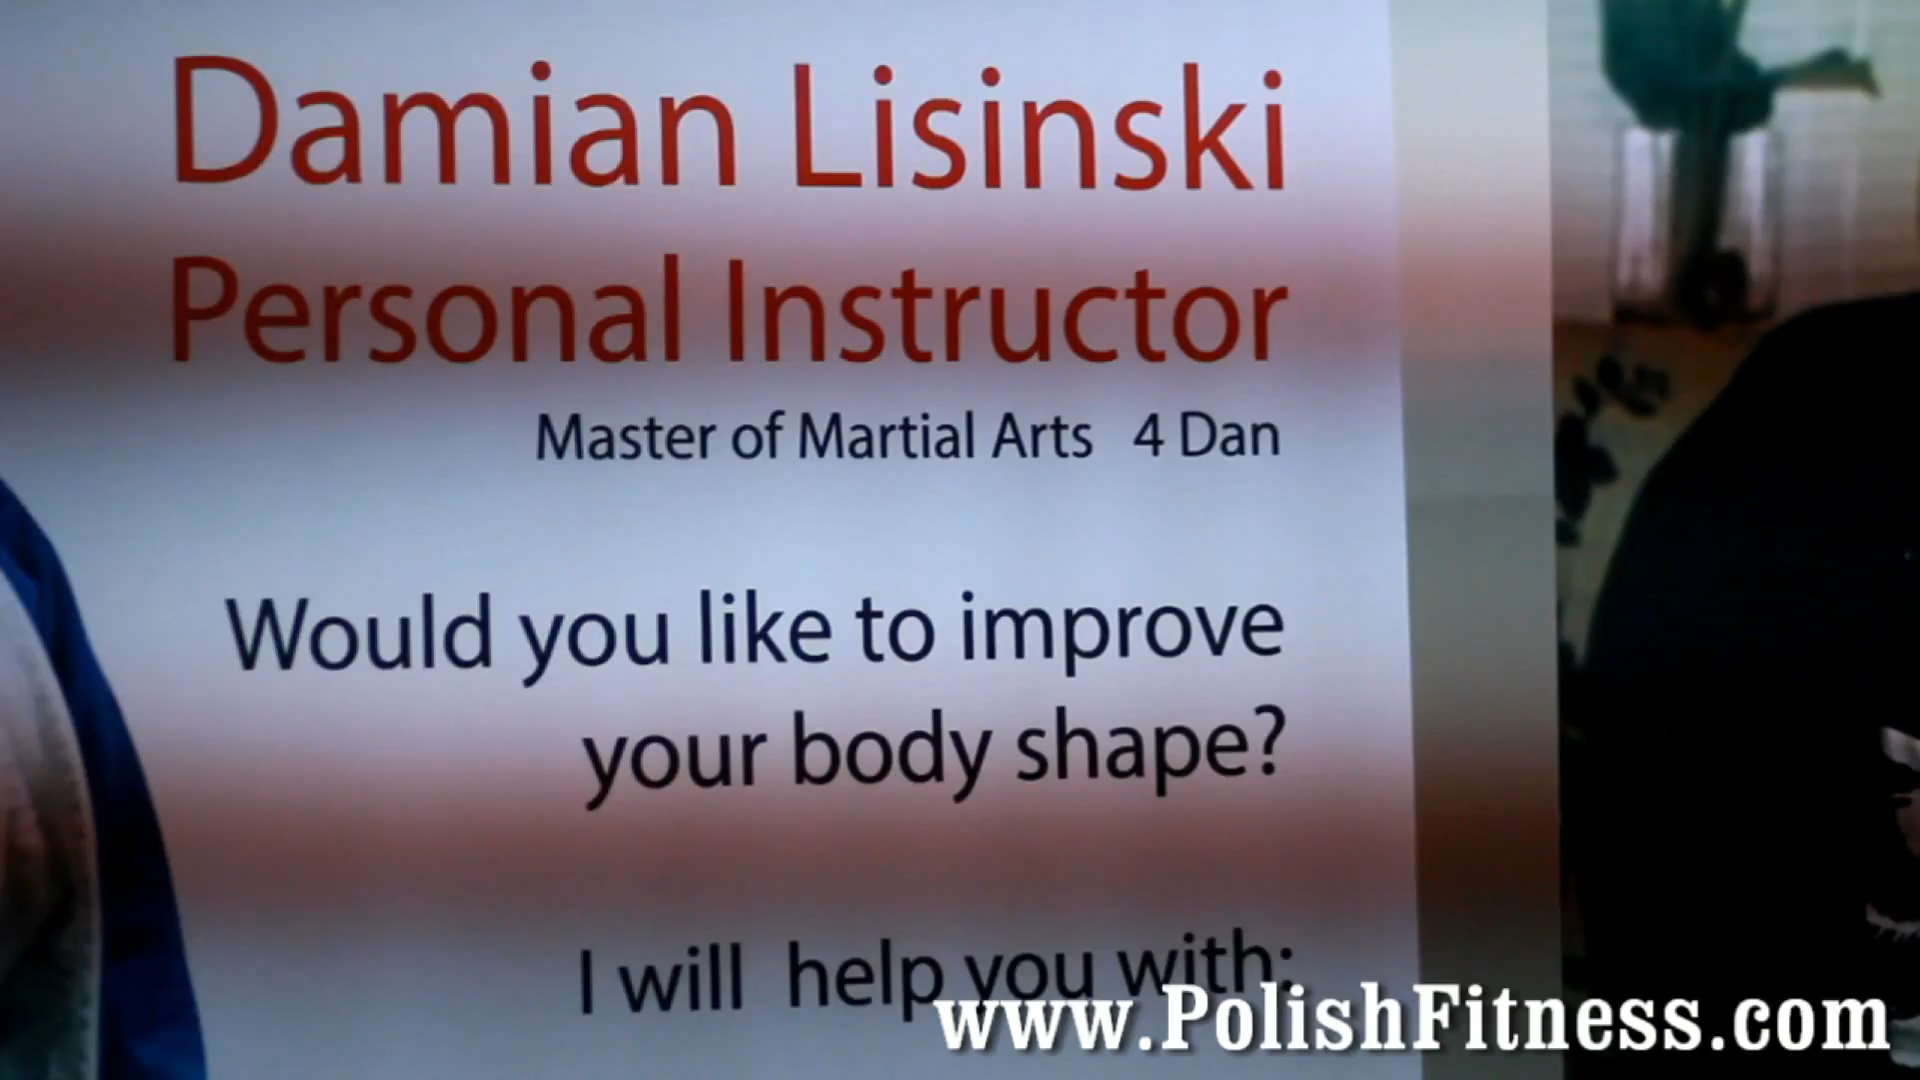 Damian Lisinski
Personal Instructor
Master of Martial Arts 4 Dan
Would you like to improve
your body shape?
I will help you with:
www.PolishFitness.com